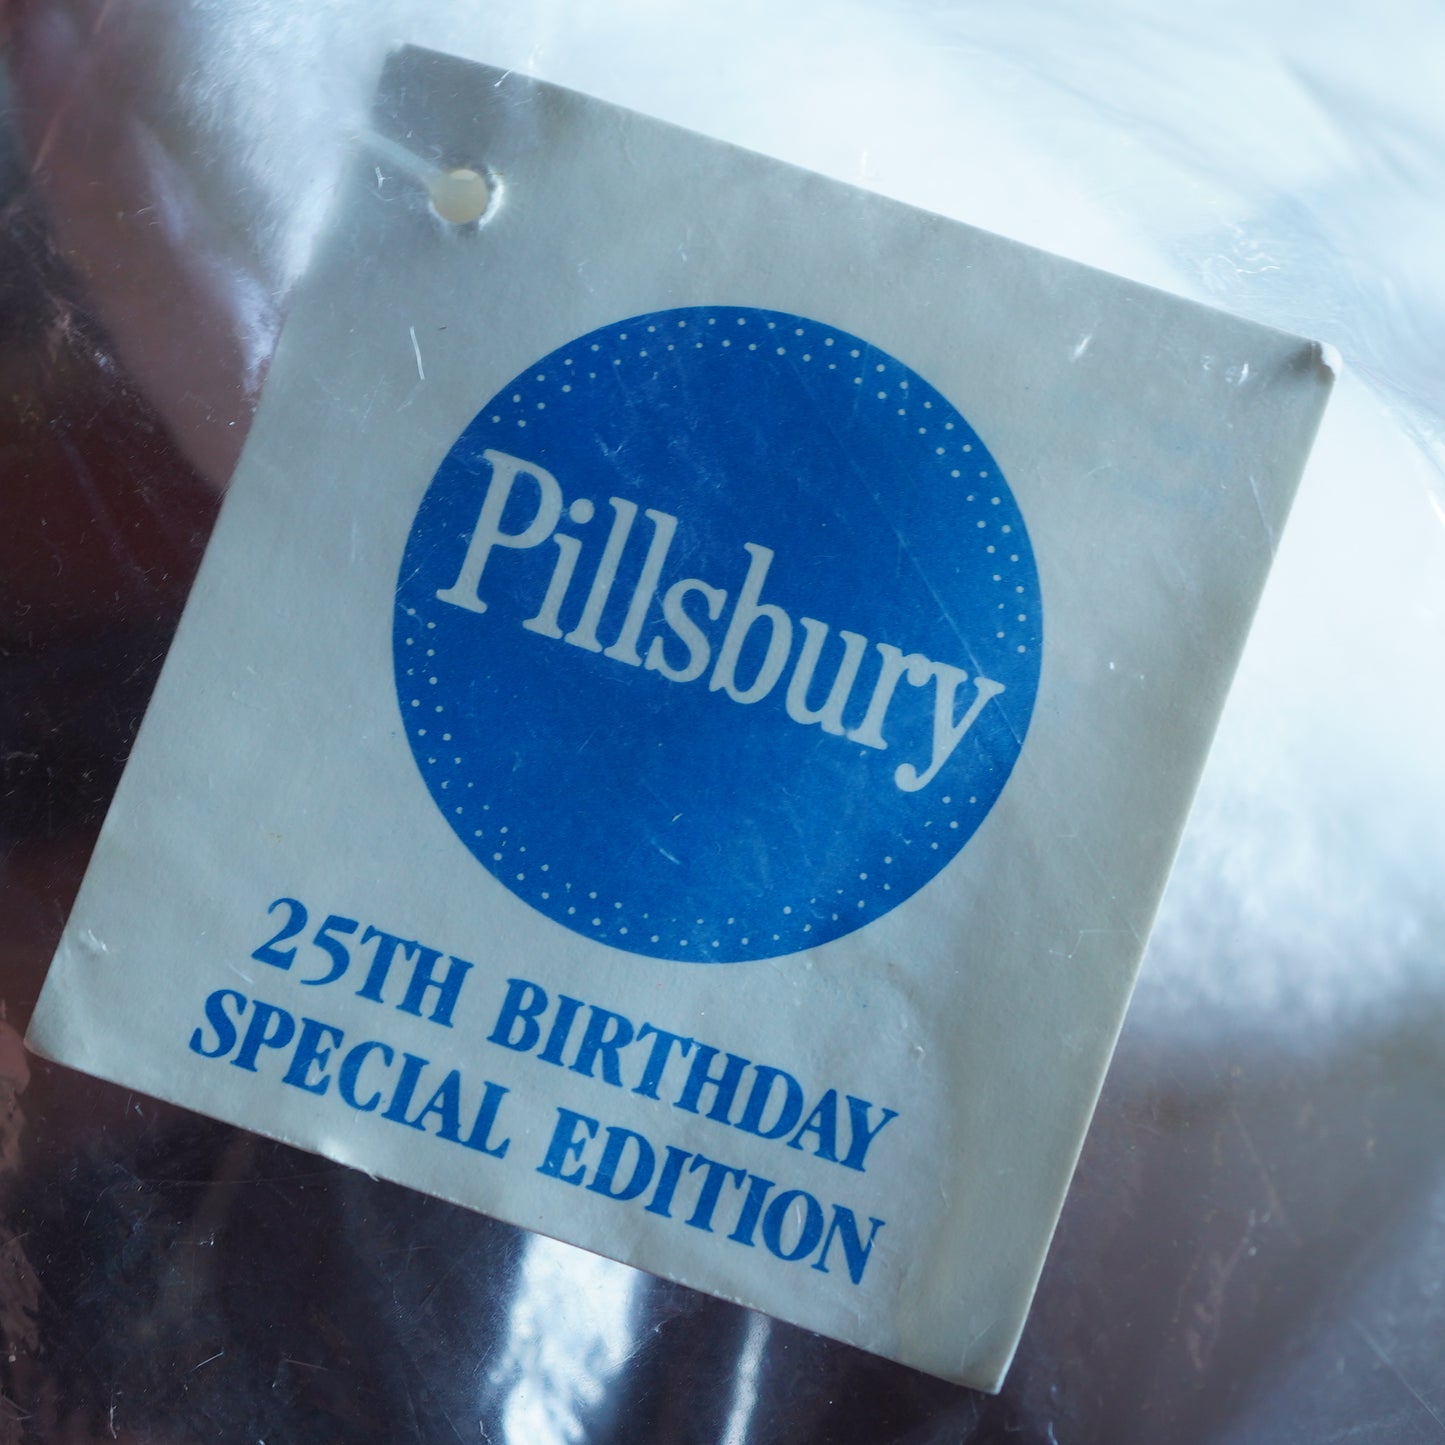 Pillsbury
25TH BIRTHDAY
SPECIAL EDITION